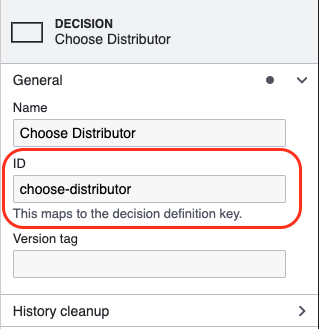 DECISION
Choose Distributor
General
Name
Choose Distributor
ID
choose-distributor
This maps to the decision definition key.
Version tag
History cleanup